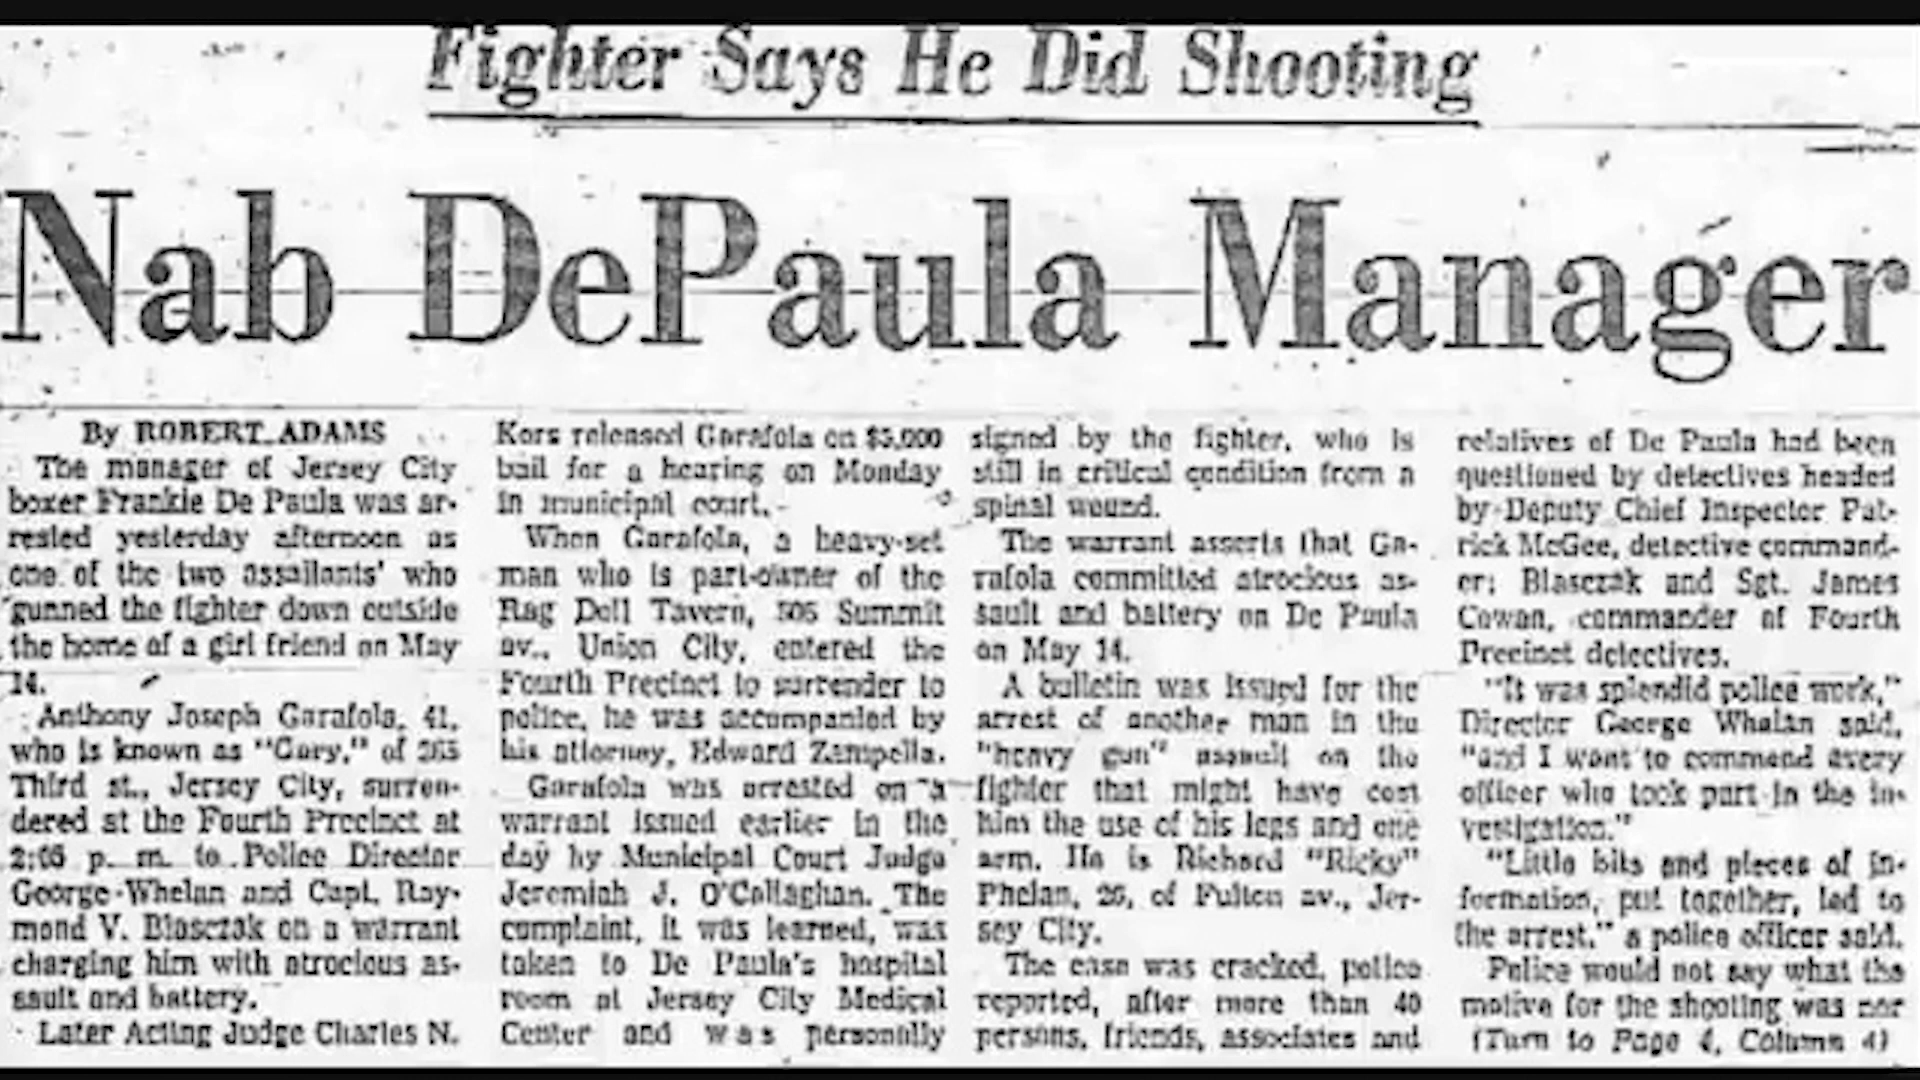 Fighter Says He Did Shooting
Nab DePaula Manager
By ROBERT ADAMS
The manager of Jersey City
boxer Frankie De Paula was ar-
rested yesterday afternoon as
one of the two assailants' who
gunned the fighter down outside
the home of a girl friend on May
14.
Anthony Joseph Garafola, 41,
who is known as "Gary," of
Third st., Jersey City, surren-
dered at the Fourth Precinct at
p. m. to Police Director
George Whelan and Capt. Ray-
mond V. Blasczak on a warrant
charging him with atrocious as-
sault and battery.
Later Acting Judge Charles N.
Kors released Garafola on $5,000
bail for a hearing on Monday
in municipal court.
When Garafola, a heavy-set
man who is part-owner of the
Rag Doll Tavern, 505 Summit
av., Union City, entered the
Fourth Precinct to surrender to
police, he was accompanied by
his attorney, Edward Zampella.
Garafola was arrested on a
warrant issued earlier in the
day by Municipal Court Judge
Jeremiah J. O'Callaghan. The
complaint, it was learned, was
taken to De Paula's hospital
room at Jersey City Medical
Center and was personally
signed by the fighter, who is
still in critical condition from a
spinal wound.
The warrant asserts that Ga-
rafola committed atrocious as-
sault and battery on De Paula
on May 14.
A bulletin was issued for the
arrest of another man in the
"heavy gun" assault on the
fighter that might have cost
him the use of his legs and one
arm. He is Richard "Ricky"
Phelan, 26, of Fulton av., Jer-
sey City.
The case was cracked, police
reported, after more than 40
persons, friends, associates and
relatives of De Paula had been
questioned by detectives headed
by Deputy Chief Inspector Pat-
rick McGee, detective command-
er; Blasczak and Sgt. James
Cowan, commander of Fourth
Precinct detectives.
"It was splendid police work,"
Director George Whelan said,
"and I want to commend every
officer who took part in the in-
vestigation."
"Little bits and pieces of in-
formation, put together, led to
the arrest," a police officer said.
Police would not say what the
motive for the shooting was nor
(Turn to Page 4, Column 4)